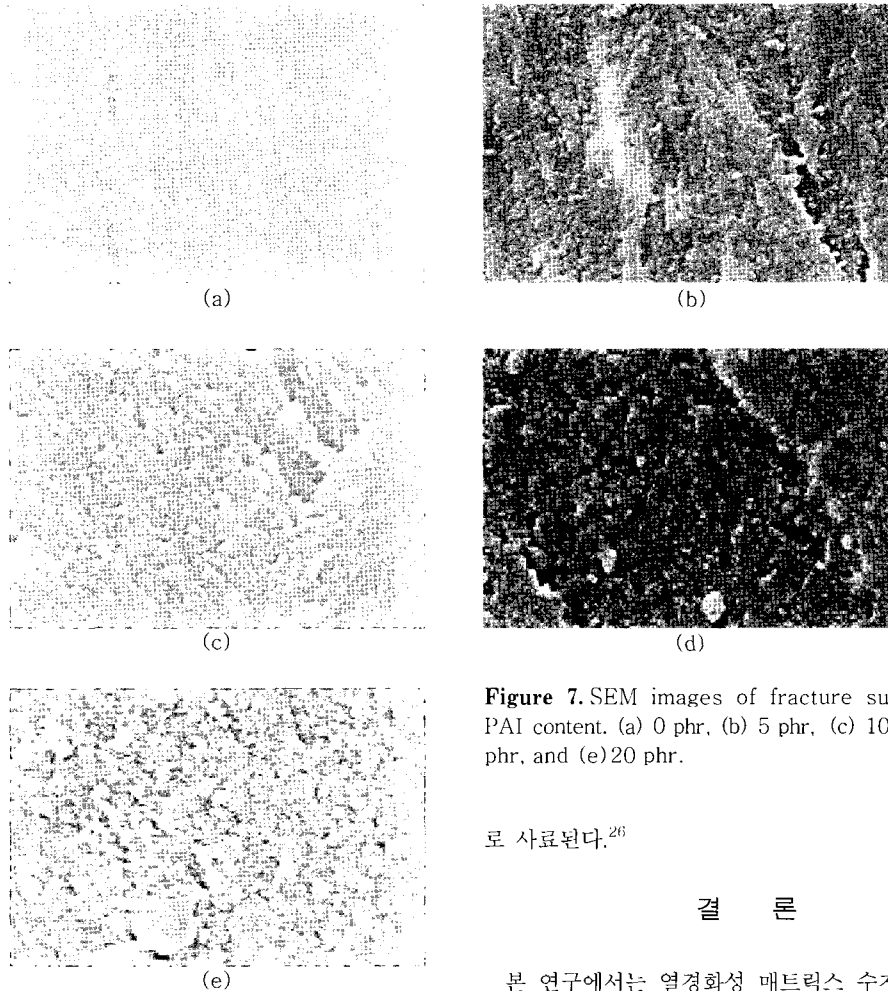 (a)
(b)
(c)
(d)
(e)
Figure 7. SEM images of fracture su
PAI content. (a) 0 phr, (b) 5 phr, (c) 10
phr, and (e) 20 phr.
로 사료된다.26
결 론
본 연구에서는 열경화성 매트릭스 수지